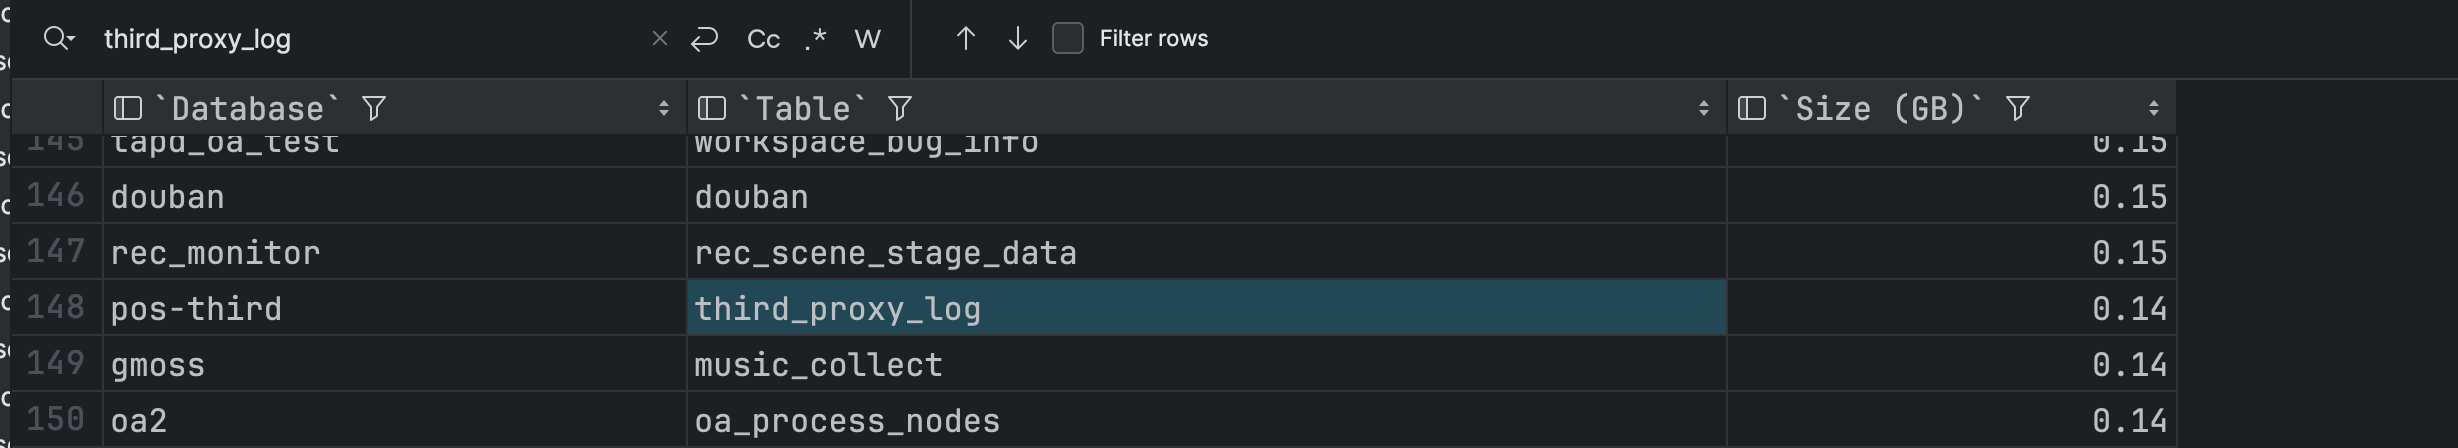 third_proxy_log × Cc .* W ↑ ↓ Filter rows
`Database` `Table` `Size (GB)`
145 tapd_oa_test workspace_bug_info 0.15
146 douban douban 0.15
147 rec_monitor rec_scene_stage_data 0.15
148 pos-third third_proxy_log 0.14
149 gmoss music_collect 0.14
150 oa2 oa_process_nodes 0.14